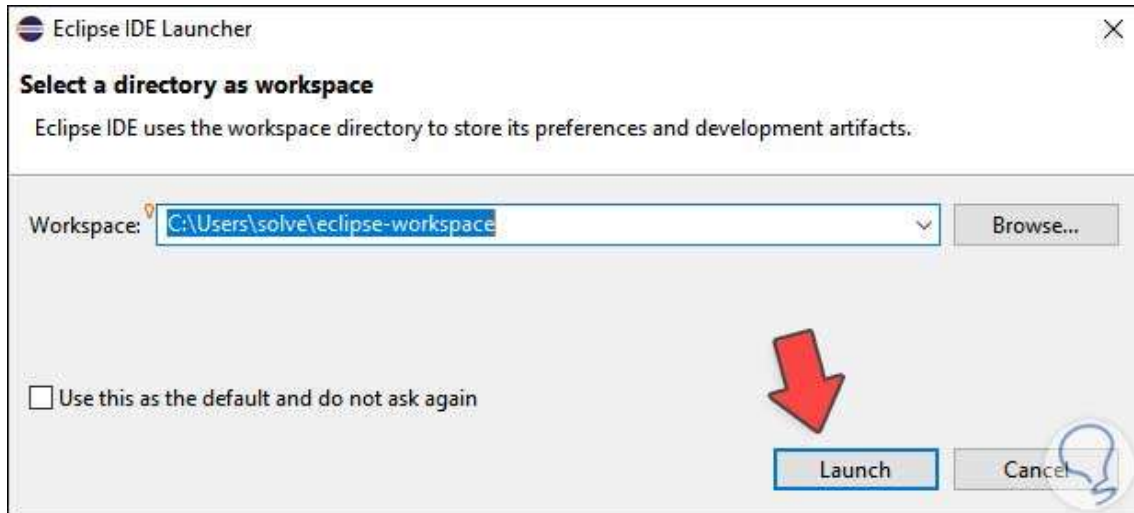 Eclipse IDE Launcher
Select a directory as workspace
Eclipse IDE uses the workspace directory to store its preferences and development artifacts.
Workspace: C:\Users\solve\eclipse-workspace Browse...
Use this as the default and do not ask again
Launch Cancel